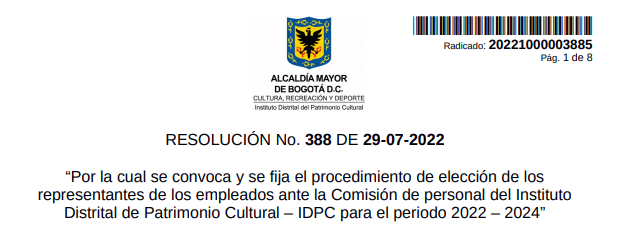 Radicado: 20221000003885
Pág. 1 de 8
ALCALDÍA MAYOR
DE BOGOTÁ D.C.
CULTURA, RECREACIÓN Y DEPORTE
Instituto Distrital del Patrimonio Cultural
RESOLUCIÓN No. 388 DE 29-07-2022
“Por la cual se convoca y se fija el procedimiento de elección de los
representantes de los empleados ante la Comisión de personal del Instituto
Distrital de Patrimonio Cultural – IDPC para el periodo 2022 – 2024”